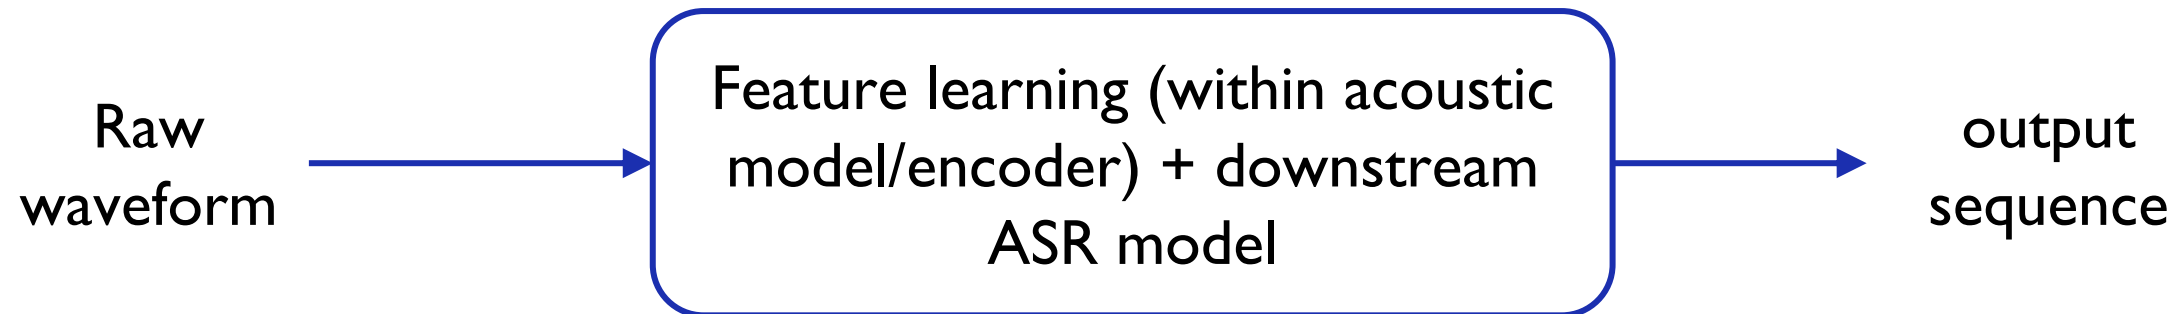 Raw
waveform
Feature learning (within acoustic
model/encoder) + downstream
ASR model
output
sequence